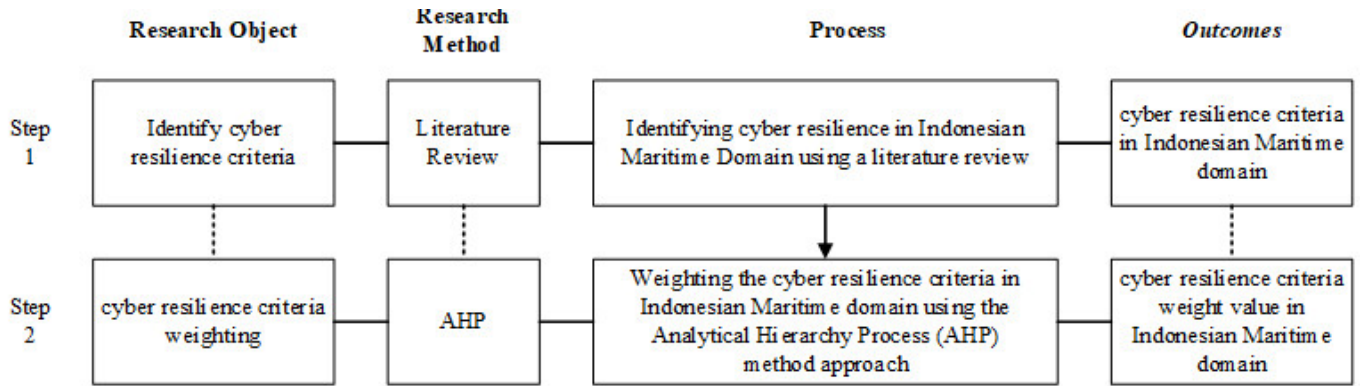 Research Object
Research
Method
Process
Outcomes
Step
1
Identify cyber
resilience criteria
Literature
Review
Identifying cyber resilience in Indonesian
Maritime Domain using a literature review
cyber resilience criteria
in Indonesian Maritime
domain
Step
2
cyber resilience criteria
weighting
AHP
Weighting the cyber resilience criteria in
Indonesian Maritime domain using the
Analytical Hierarchy Process (AHP)
method approach
cyber resilience criteria
weight value in
Indonesian Maritime
domain